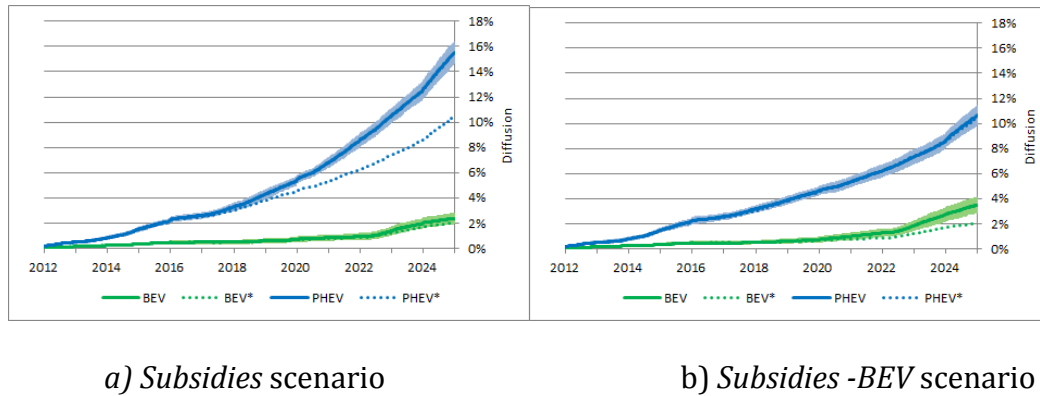 18%
16%
14%
12%
10%
8%
6%
4%
2%
0%
Diffusion
2012 2014 2016 2018 2020 2022 2024
BEV BEV* PHEV PHEV*
18%
16%
14%
12%
10%
8%
6%
4%
2%
0%
Diffusion
2012 2014 2016 2018 2020 2022 2024
BEV BEV* PHEV PHEV*
a) Subsidies scenario
b) Subsidies -BEV scenario